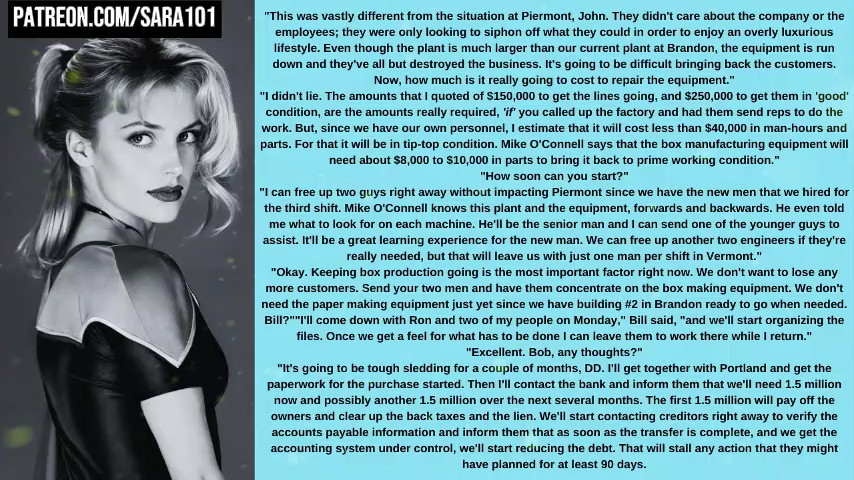 PATREON.COM/SARA101
"This was vastly different from the situation at Piermont, John. They didn't care about the company or the
employees; they were only looking to siphon off what they could in order to enjoy an overly luxurious
lifestyle. Even though the plant is much larger than our current plant at Brandon, the equipment is run
down and they've all but destroyed the business. It's going to be difficult bringing back the customers.
Now, how much is it really going to cost to repair the equipment."
"I didn't lie. The amounts that I quoted of $150,000 to get the lines going, and $250,000 to get them in 'good'
condition, are the amounts really required, 'if' you called up the factory and had them send reps to do the
work. But, since we have our own personnel, I estimate that it will cost less than $40,000 in man-hours and
parts. For that it will be in tip-top condition. Mike O'Connell says that the box manufacturing equipment will
need about $8,000 to $10,000 in parts to bring it back to prime working condition."
"How soon can you start?"
"I can free up two guys right away without impacting Piermont since we have the new men that we hired for
the third shift. Mike O'Connell knows this plant and the equipment, forwards and backwards. He even told
me what to look for on each machine. He'll be the senior man and I can send one of the younger guys to
assist. It'll be a great learning experience for the new man. We can free up another two engineers if they're
really needed, but that will leave us with just one man per shift in Vermont."
"Okay. Keeping box production going is the most important factor right now. We don't want to lose any
more customers. Send your two men and have them concentrate on the box making equipment. We don't
need the paper making equipment just yet since we have building #2 in Brandon ready to go when needed.
Bill?""I'll come down with Ron and two of my people on Monday," Bill said, "and we'll start organizing the
files. Once we get a feel for what has to be done I can leave them to work there while I return."
"Excellent. Bob, any thoughts?"
"It's going to be tough sledding for a couple of months, DD. I'll get together with Portland and get the
paperwork for the purchase started. Then I'll contact the bank and inform them that we'll need 1.5 million
now and possibly another 1.5 million over the next several months. The first 1.5 million will pay off the
owners and clear up the back taxes and the lien. We'll start contacting creditors right away to verify the
accounts payable information and inform them that as soon as the transfer is complete, and we get the
accounting system under control, we'll start reducing the debt. That will stall any action that they might
have planned for at least 90 days.